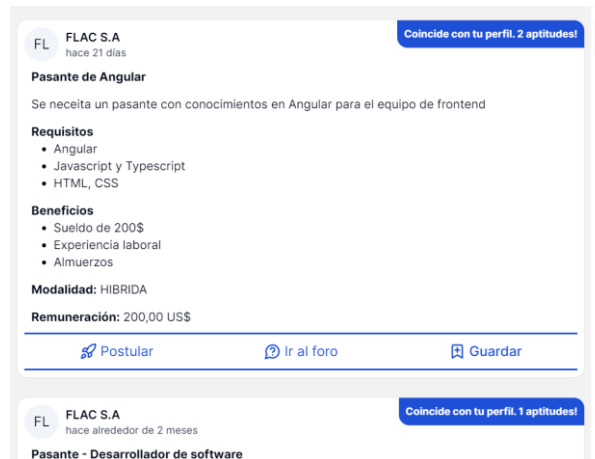 FL
FLAC S.A
hace 21 días
Coincide con tu perfil. 2 aptitudes!
Pasante de Angular
Se neceita un pasante con conocimientos en Angular para el equipo de frontend
Requisitos
• Angular
• Javascript y Typescript
• HTML, CSS
Beneficios
• Sueldo de 200$
• Experiencia laboral
• Almuerzos
Modalidad: HIBRIDA
Remuneración: 200,00 US$
Postular
Ir al foro
Guardar
FL
FLAC S.A
hace alrededor de 2 meses
Coincide con tu perfil. 1 aptitudes!
Pasante - Desarrollador de software